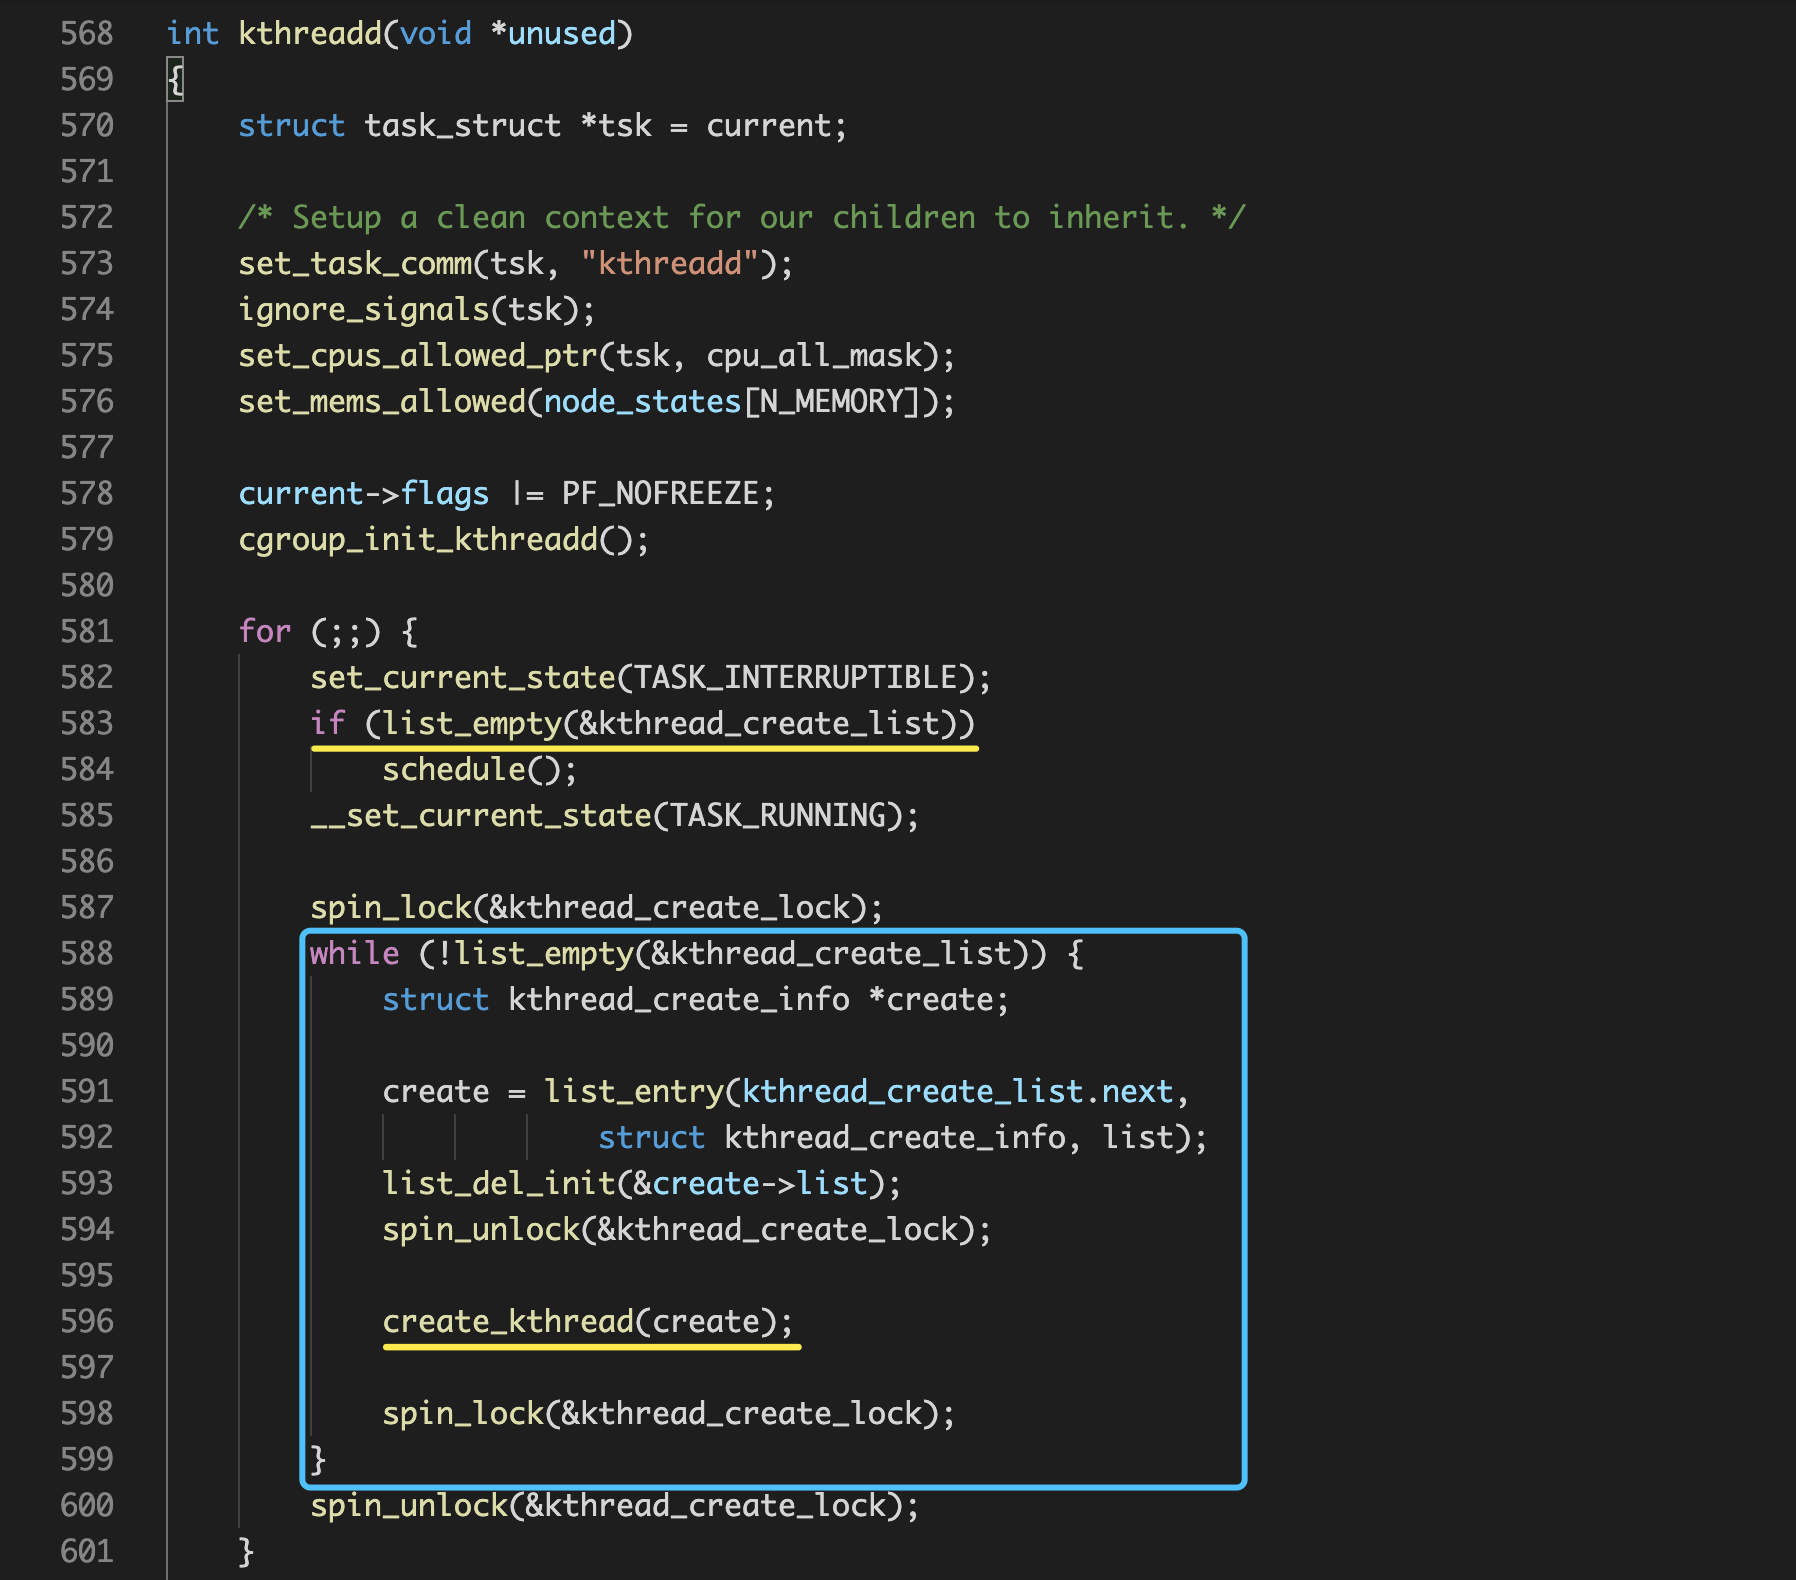 568 int kthreadd(void *unused)
569 {
570 struct task_struct *tsk = current;
571
572 /* Setup a clean context for our children to inherit. */
573 set_task_comm(tsk, "kthreadd");
574 ignore_signals(tsk);
575 set_cpus_allowed_ptr(tsk, cpu_all_mask);
576 set_mems_allowed(node_states[N_MEMORY]);
577
578 current->flags |= PF_NOFREEZE;
579 cgroup_init_kthreadd();
580
581 for (;;) {
582 set_current_state(TASK_INTERRUPTIBLE);
583 if (list_empty(&kthread_create_list))
584 schedule();
585 __set_current_state(TASK_RUNNING);
586
587 spin_lock(&kthread_create_lock);
588 while (!list_empty(&kthread_create_list)) {
589 struct kthread_create_info *create;
590
591 create = list_entry(kthread_create_list.next,
592 struct kthread_create_info, list);
593 list_del_init(&create->list);
594 spin_unlock(&kthread_create_lock);
595
596 create_kthread(create);
597
598 spin_lock(&kthread_create_lock);
599 }
600 spin_unlock(&kthread_create_lock);
601 }